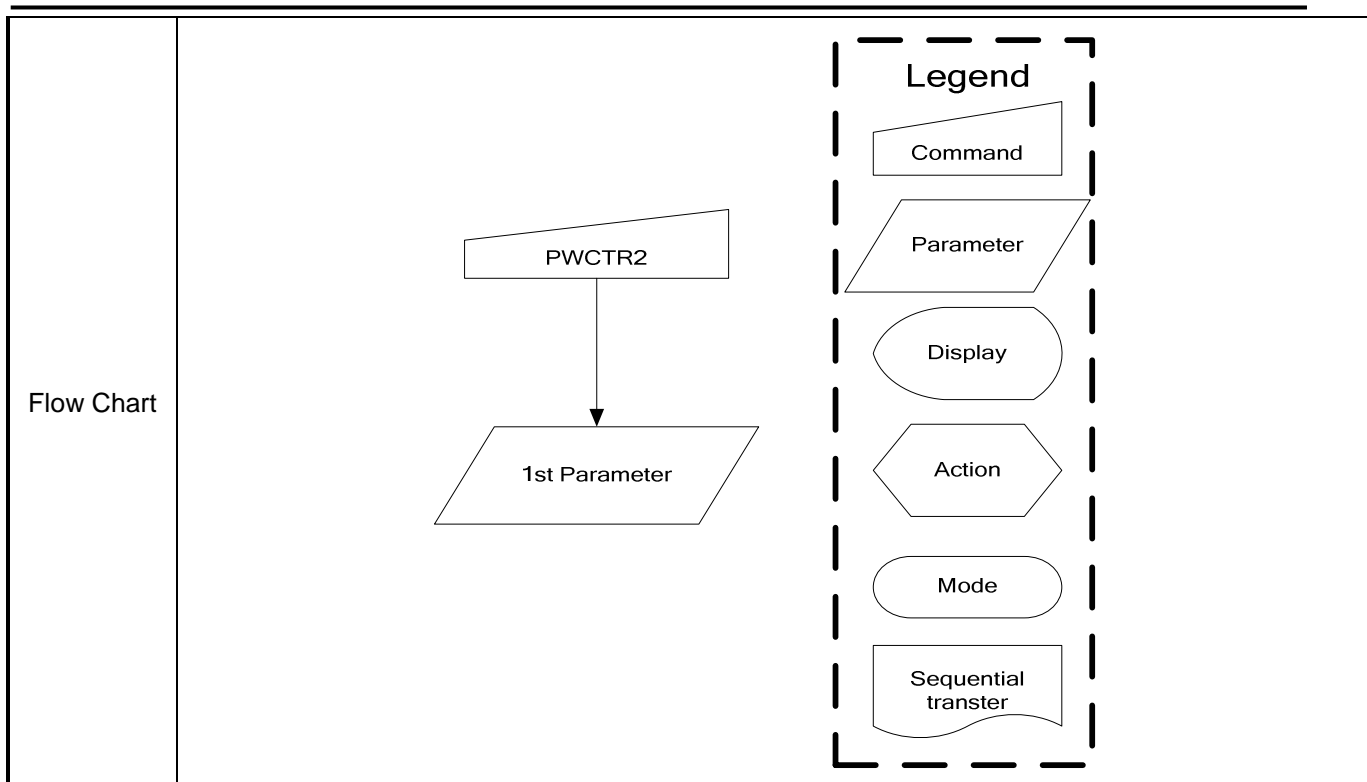 Flow Chart
PWCTR2
1st Parameter
Legend
Command
Parameter
Display
Action
Mode
Sequential
transter